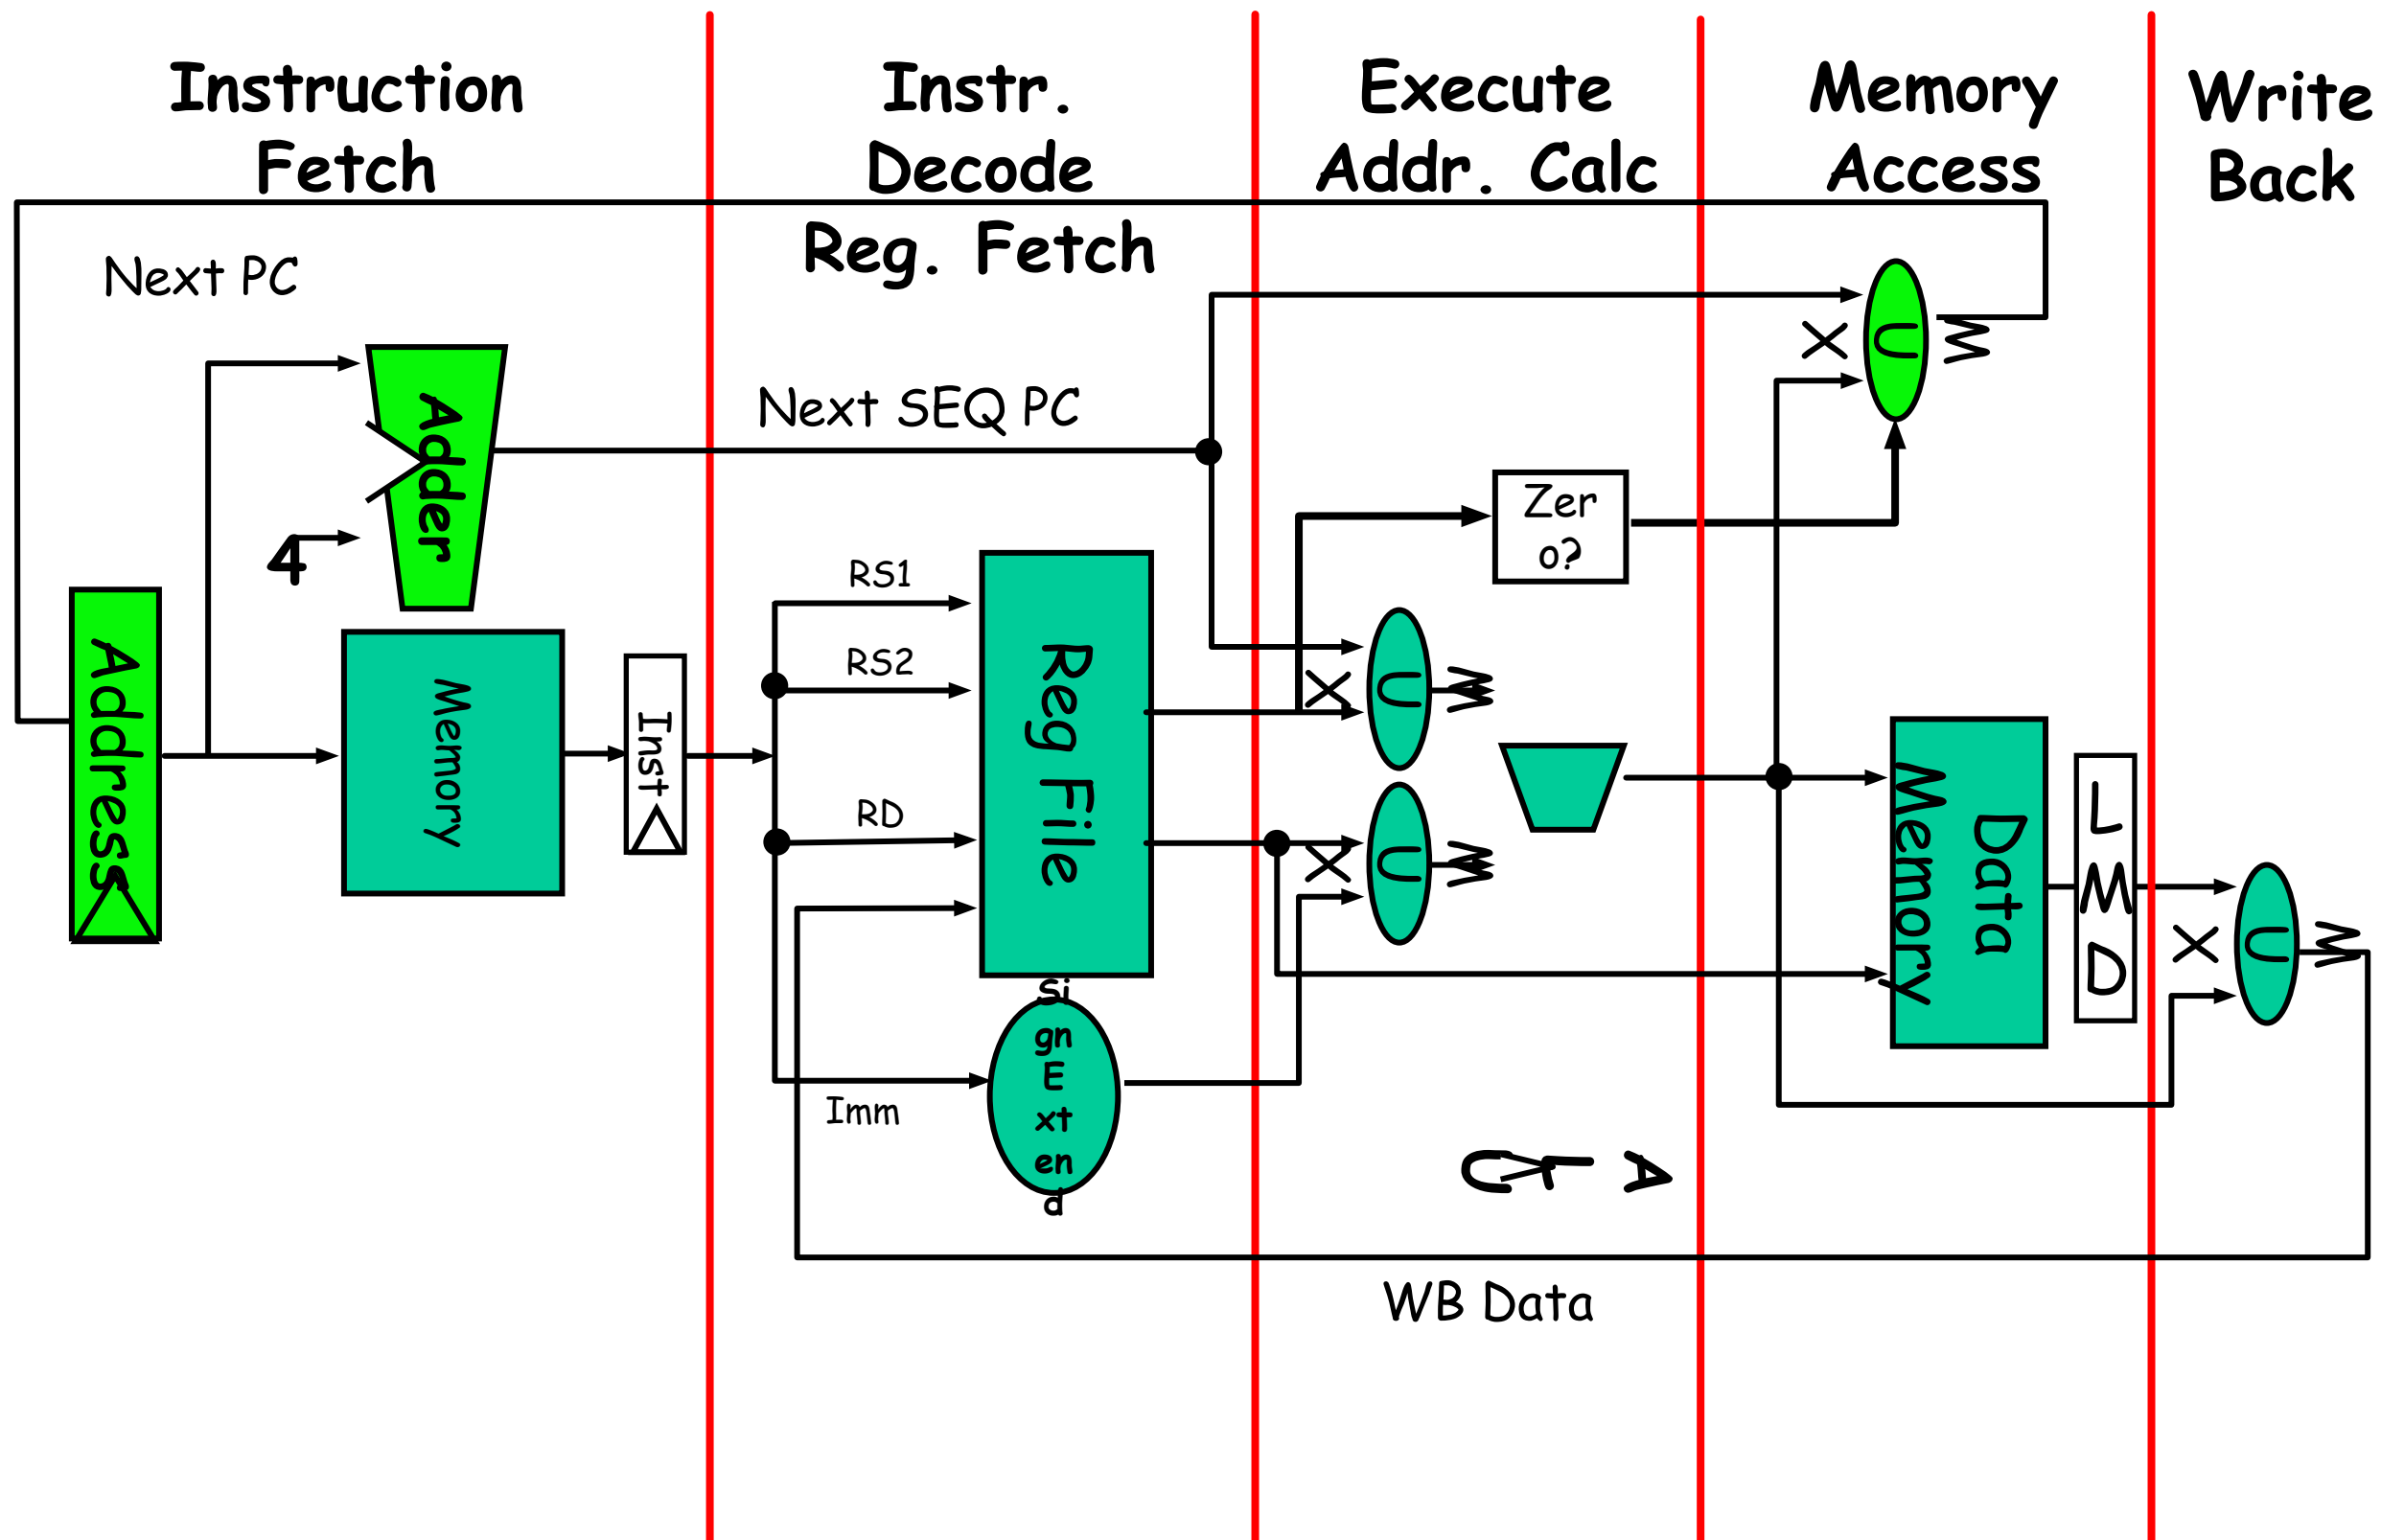 Instruction
Fetch
Instr.
Decode
Reg. Fetch
Execute
Addr. Calc
Memory
Access
Write
Back
Next PC
Adder
4
Address
Memory
Inst
Next SEQ PC
RS1
RS2
RD
Imm
Reg File
Si
gn
E
xt
en
d
Zer
o?
M
U
X
M
U
X
M
U
X
A
L
U
Data
Memory
L
M
D
M
U
X
WB Data